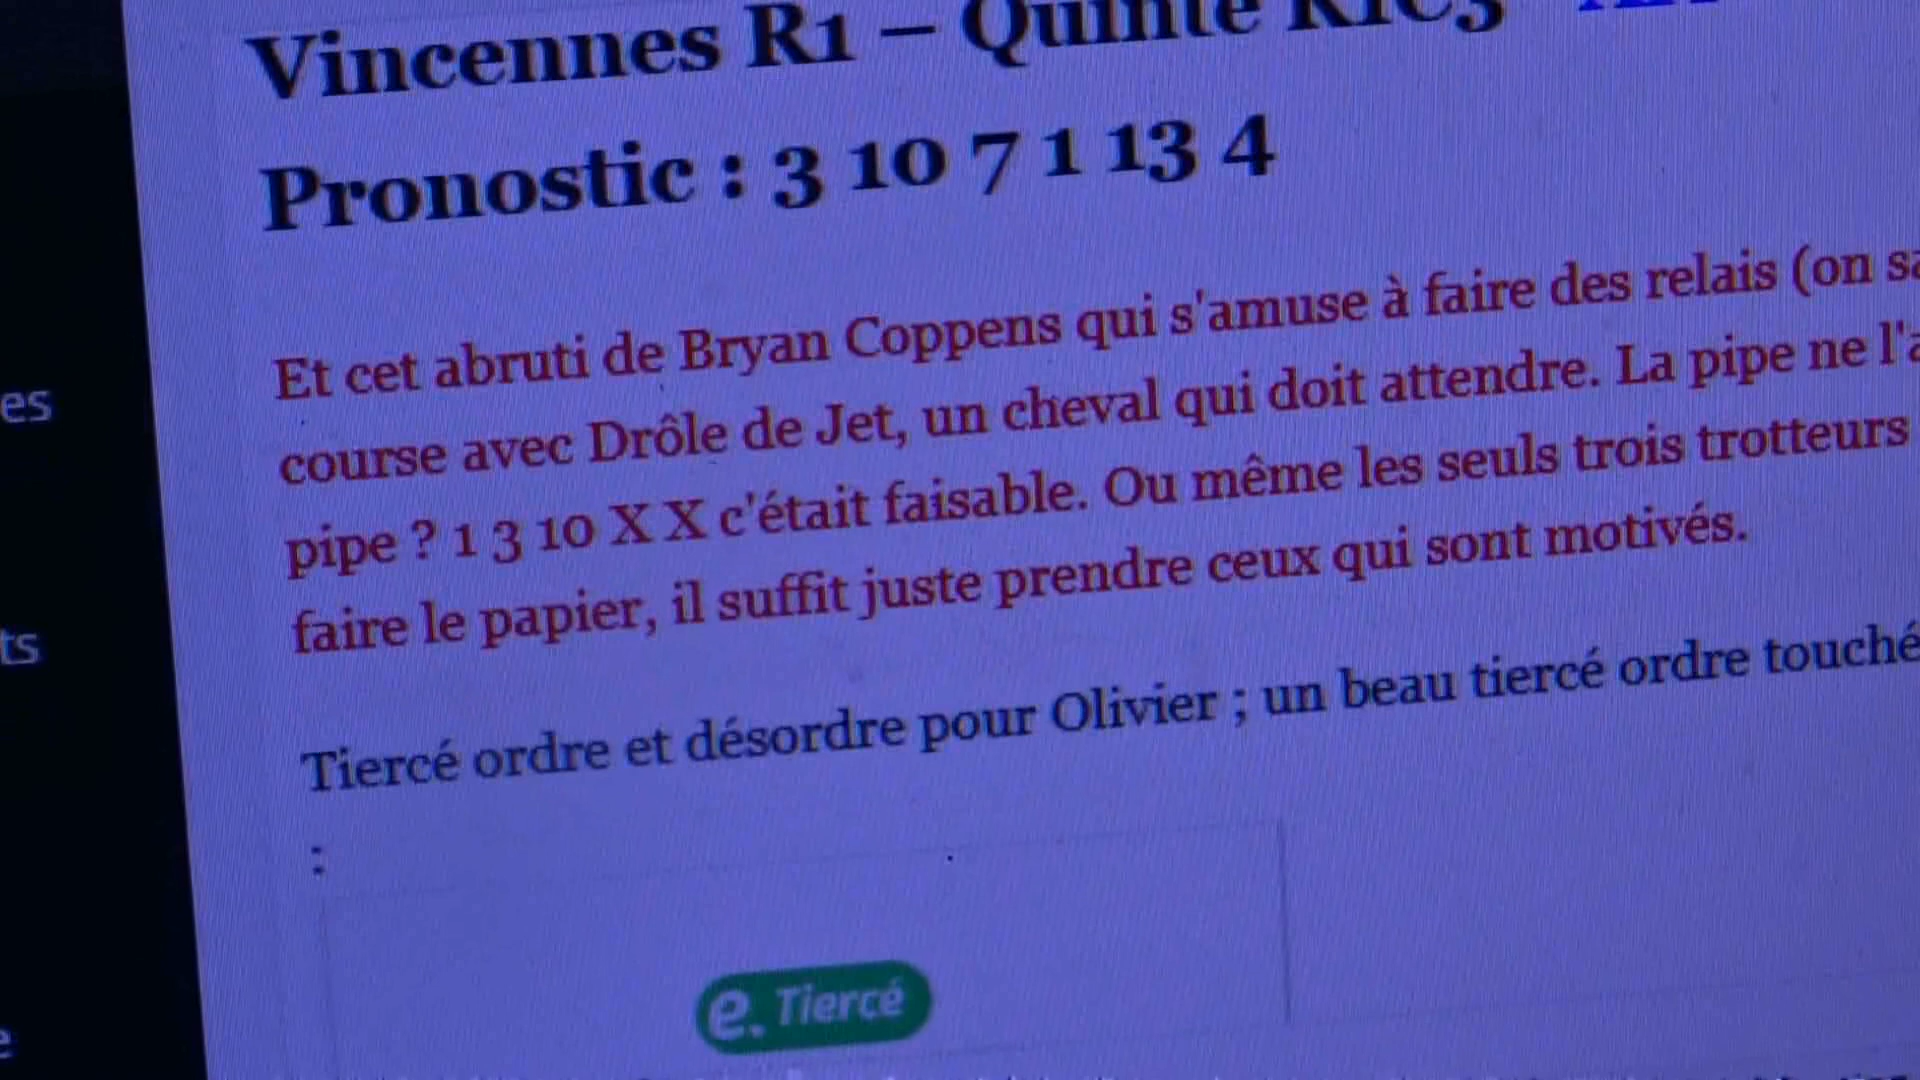 Vincennes R1 – Quinté R1C3
Pronostic : 3 10 7 1 13 4
Et cet abruti de Bryan Coppens qui s'amuse à faire des relais (on sa
course avec Drôle de Jet, un cheval qui doit attendre. La pipe ne l'a
pipe ? 1 3 10 X X c'était faisable. Ou même les seuls trois trotteurs
faire le papier, il suffit juste prendre ceux qui sont motivés.
Tiercé ordre et désordre pour Olivier ; un beau tiercé ordre touché
:
e. Tiercé
es
ts
e